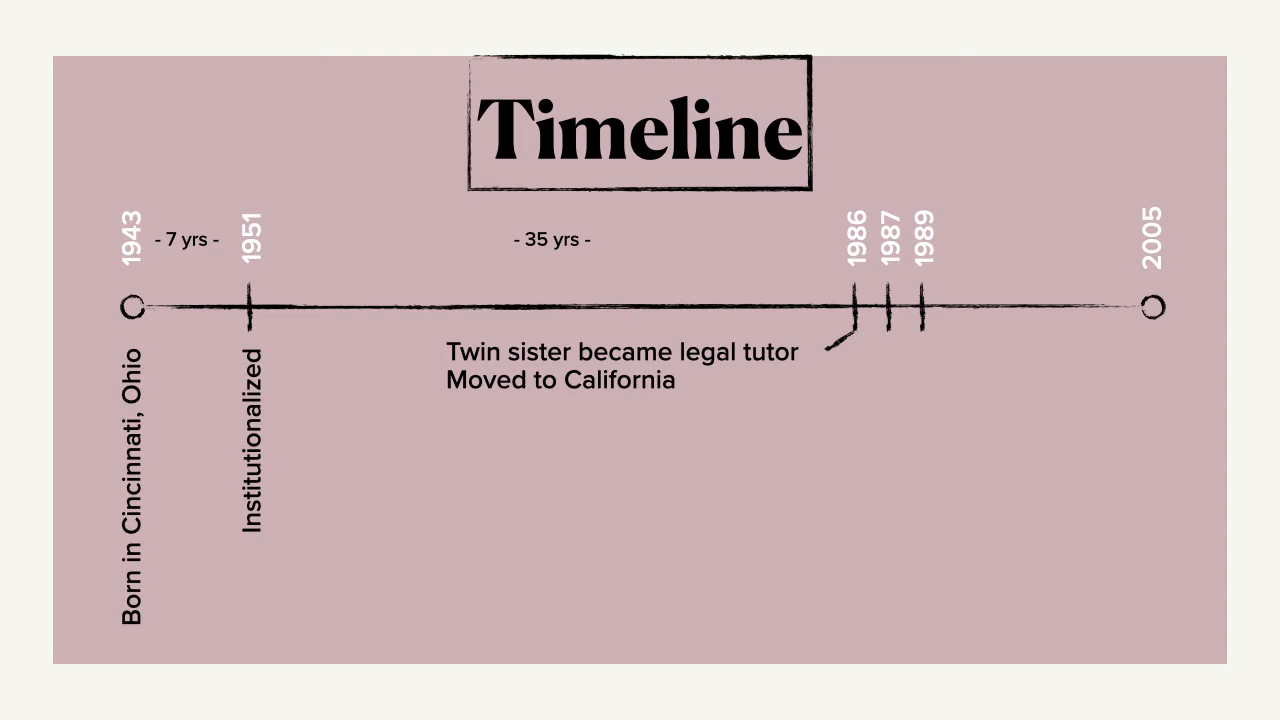 Timeline
1943
- 7 yrs -
1951
- 35 yrs -
1986
1987
1989
2005
Born in Cincinnati, Ohio
Institutionalized
Twin sister became legal tutor
Moved to California